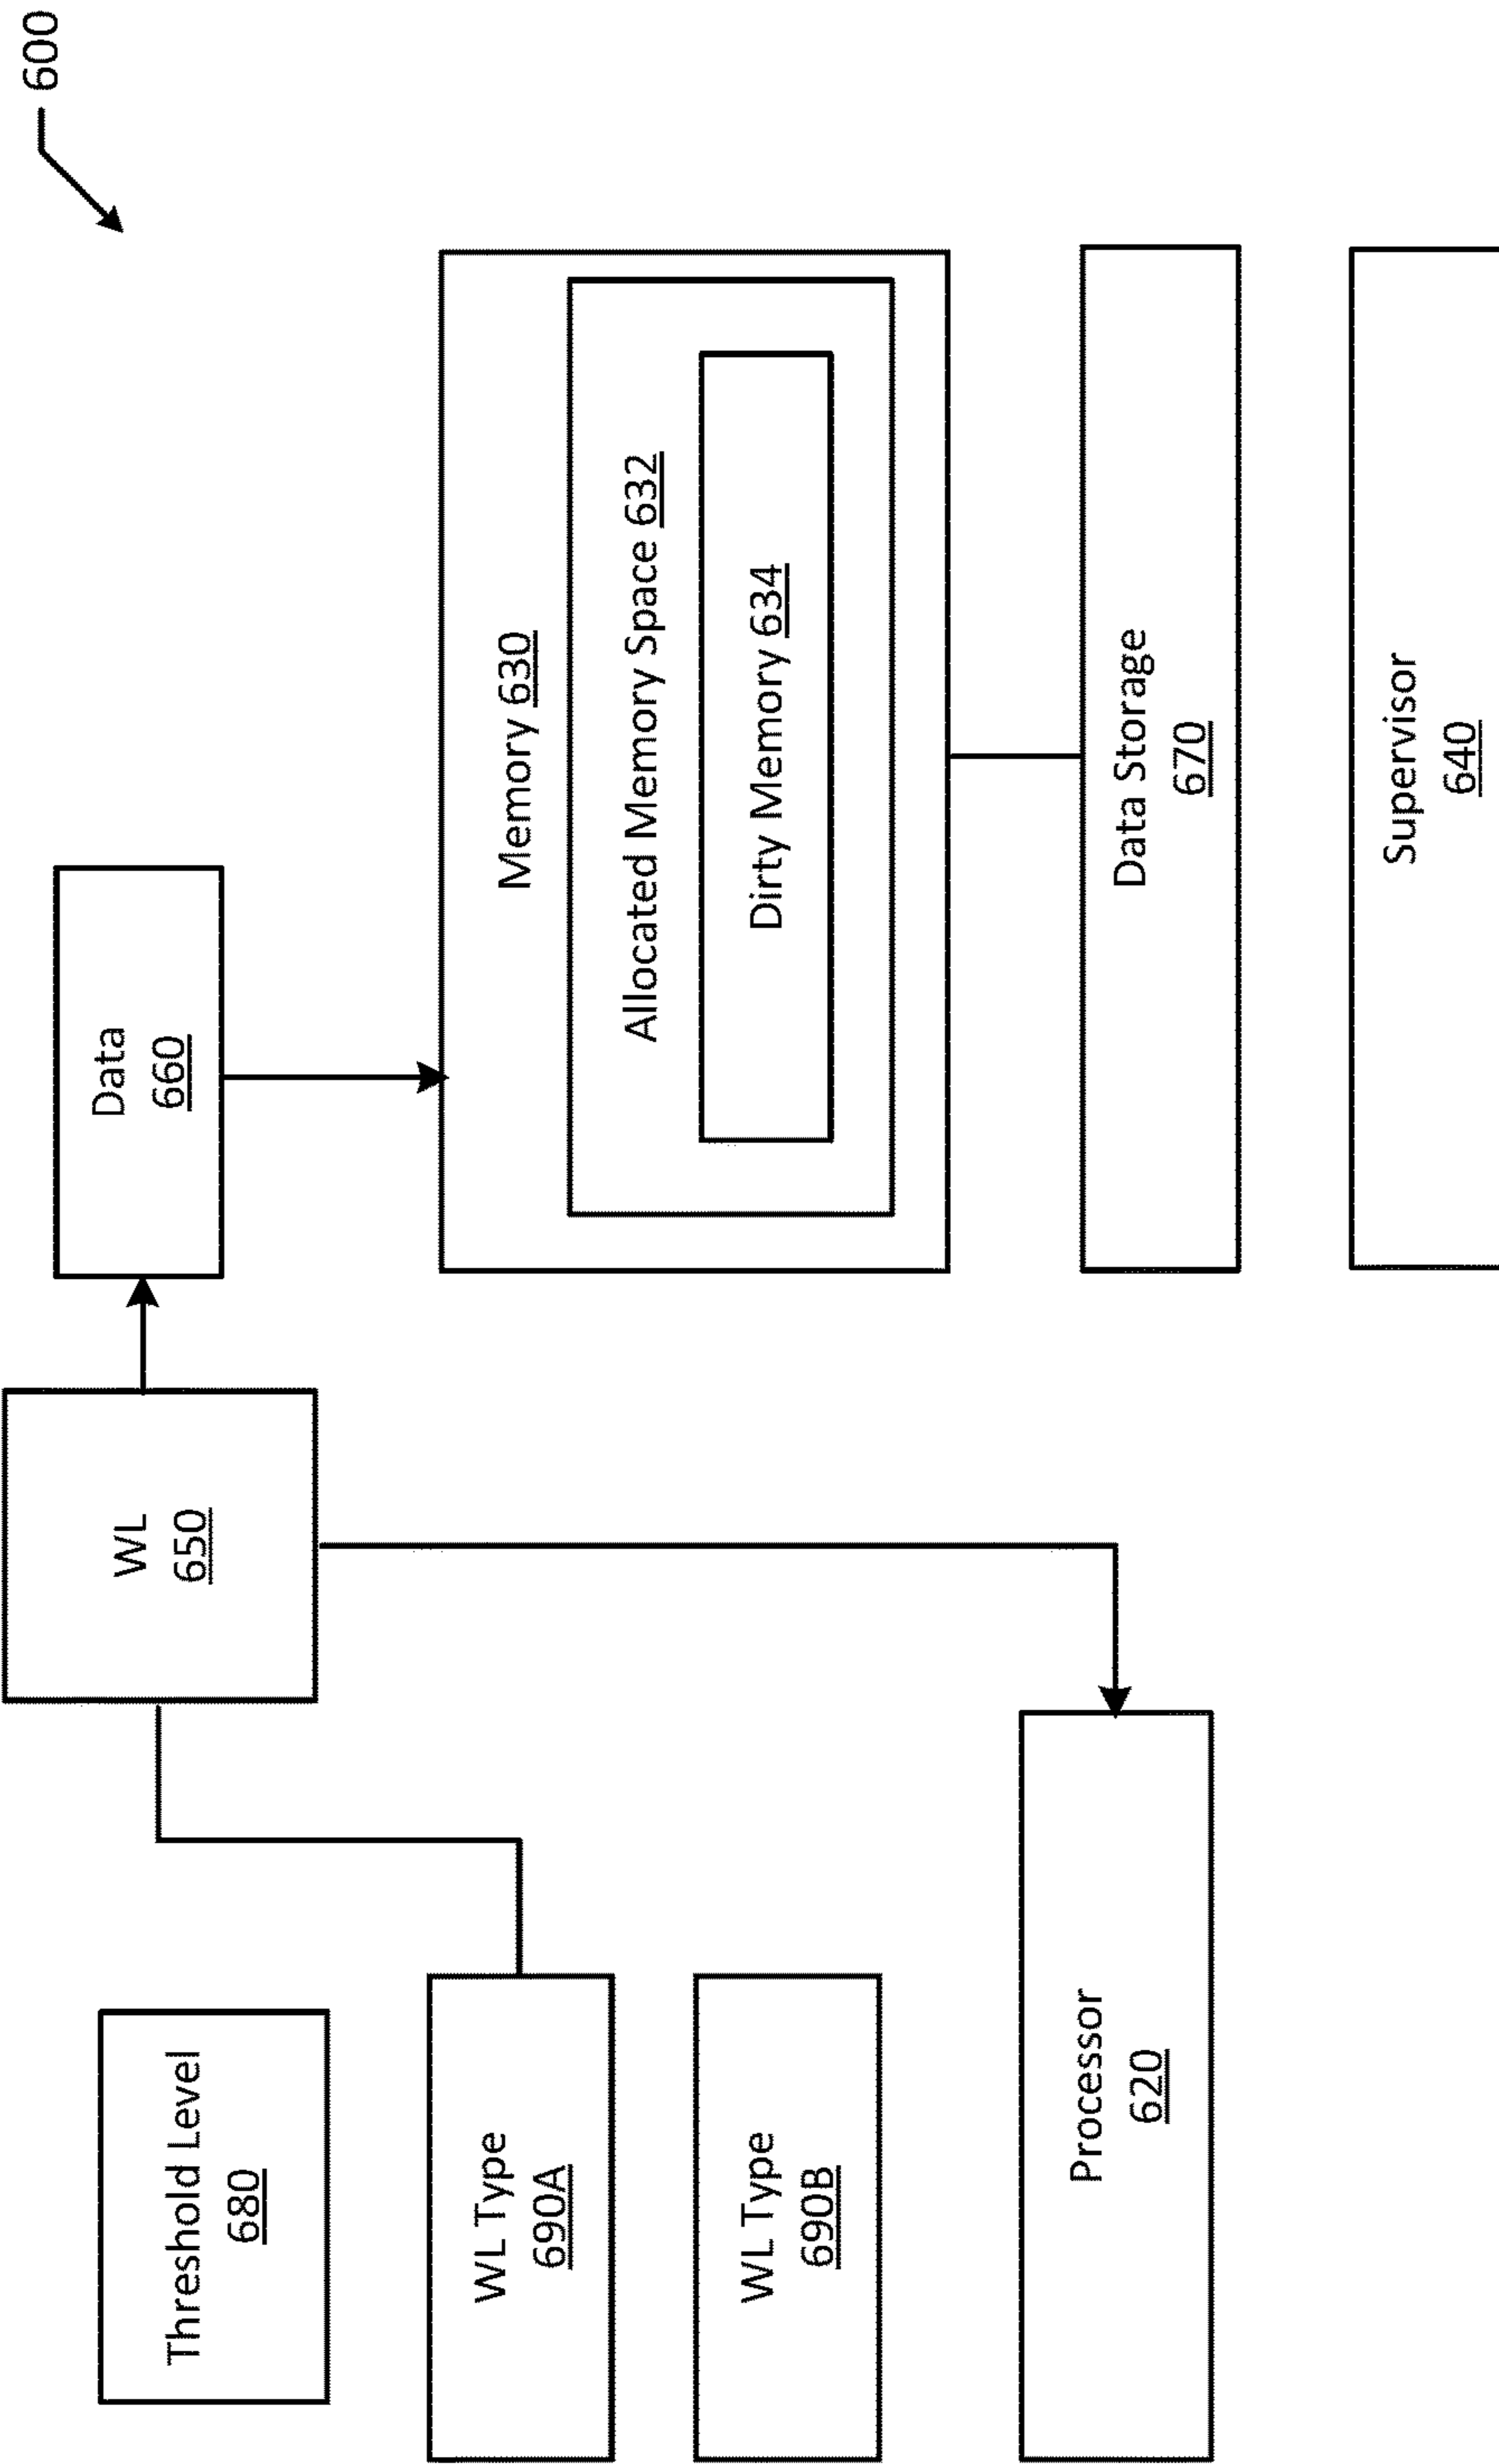 600
Threshold Level
680
WL
650
Data
660
WL Type
690A
WL Type
690B
Memory 630
Allocated Memory Space 632
Dirty Memory 634
Processor
620
Data Storage
670
Supervisor
640